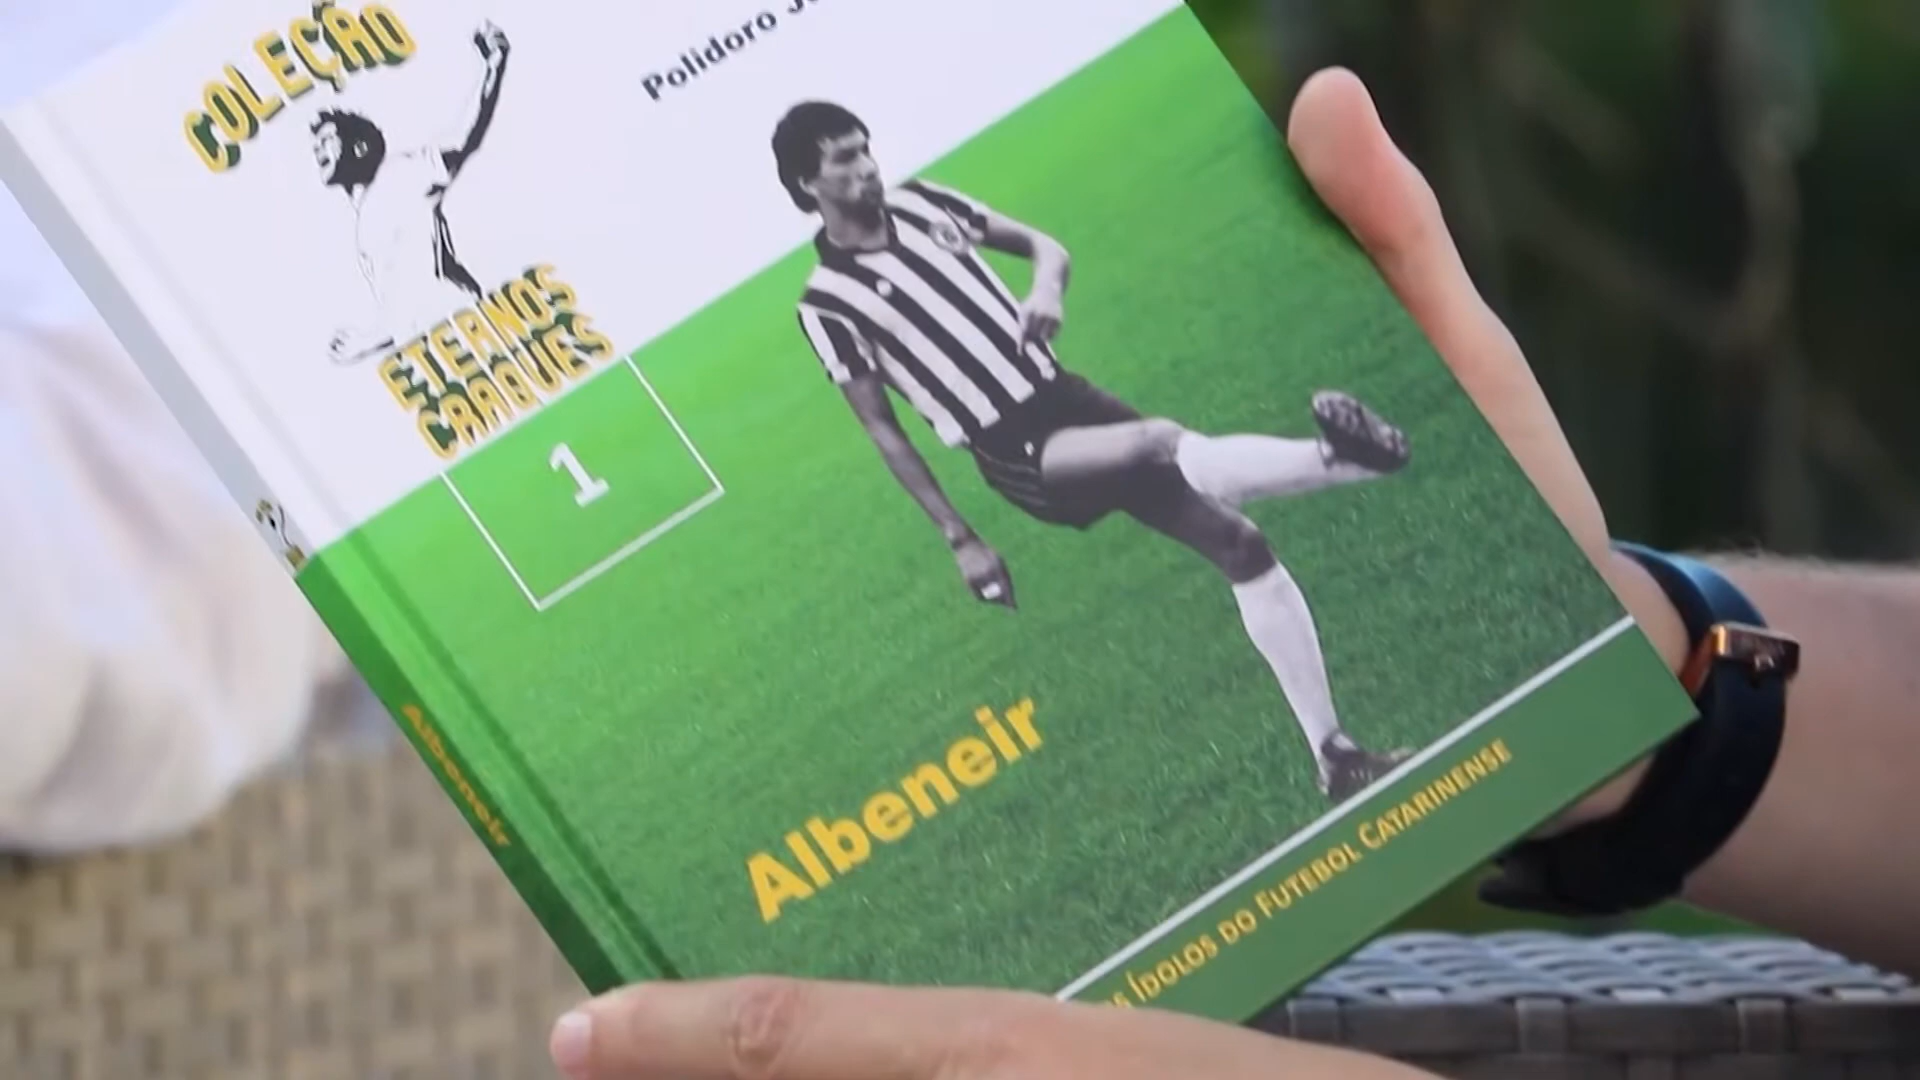 COLEÇÃO
Polidoro
ETERNOS
CRAQUES
1
Albeneir
ÍDOLOS DO FUTEBOL CATARINENSE
Albeneir